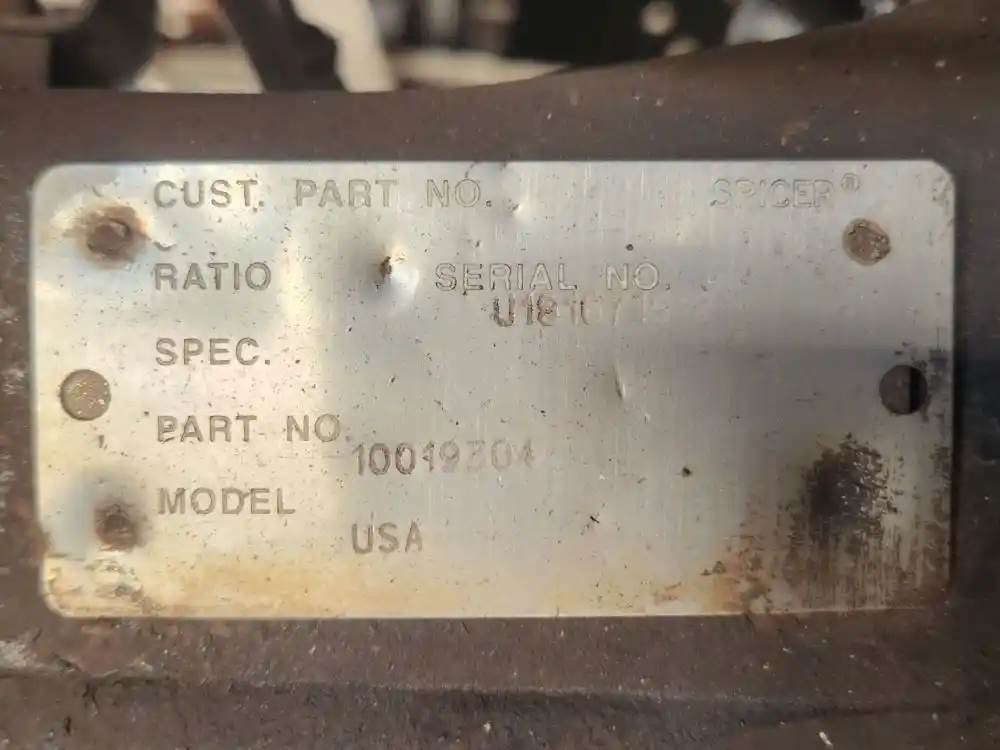 CUST. PART NO. SPICER®
RATIO SERIAL NO.
SPEC.
PART NO.
10019304
MODEL
USA